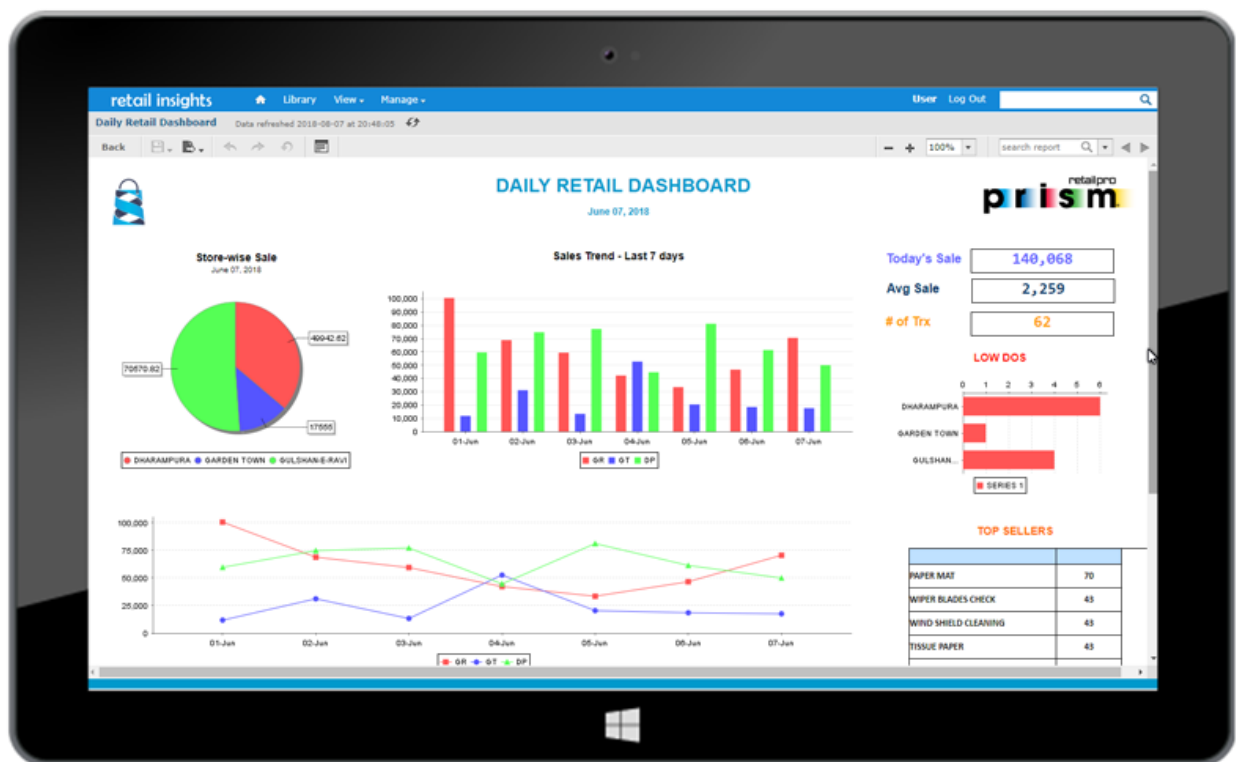 retail insights Library View Manage User Log Out
Daily Retail Dashboard Data refreshed 2018-08-07 at 20:48:05
Back 100% search report
DAILY RETAIL DASHBOARD
June 07, 2018
retailpro
prism
Store-wise Sale
June 07, 2018
49942.62
70570.82
17555
DHARAMPURA GARDEN TOWN GULSHAN-E-RAVI
Sales Trend - Last 7 days
100,000
90,000
80,000
70,000
60,000
50,000
40,000
30,000
20,000
10,000
0
01-Jun 02-Jun 03-Jun 04-Jun 05-Jun 06-Jun 07-Jun
GR GT DP
Today's Sale 140,068
Avg Sale 2,259
# of Trx 62
LOW DOS
0 1 2 3 4 5 6
DHARAMPURA
GARDEN TOWN
GULSHAN...
SERIES 1
100,000
75,000
50,000
25,000
0
01-Jun 02-Jun 03-Jun 04-Jun 05-Jun 06-Jun 07-Jun
GR GT DP
TOP SELLERS
PAPER MAT 70
WIPER BLADES CHECK 43
WIND SHIELD CLEANING 43
TISSUE PAPER 43